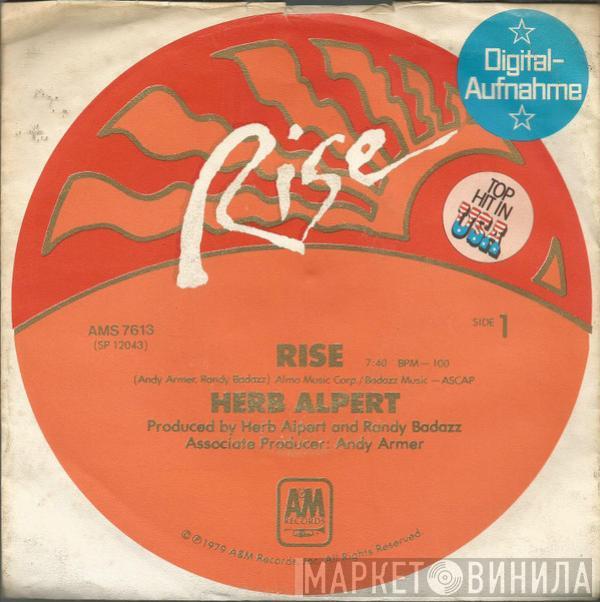 Digital-
Aufnahme
Rise
TOP
HIT IN
USA
AMS 7613
(SP 12043)
SIDE 1
RISE 7:40 BPM — 100
(Andy Armer, Randy Badazz) Almo Music Corp./Badazz Music — ASCAP
HERB ALPERT
Produced by Herb Alpert and Randy Badazz
Associate Producer: Andy Armer
A&M
RECORDS
©℗1979 A&M Records, Inc. All Rights Reserved.
МАРКЕТ ВИНИЛА